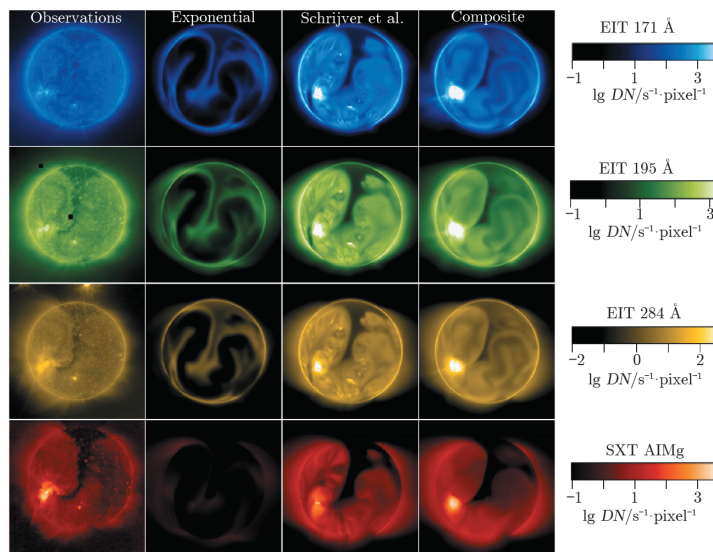 Observations Exponential Schrijver et al. Composite
EIT 171 Å
−1 1 3
lg DN/s⁻¹·pixel⁻¹
EIT 195 Å
−1 1 3
lg DN/s⁻¹·pixel⁻¹
EIT 284 Å
−2 0 2
lg DN/s⁻¹·pixel⁻¹
SXT AlMg
−1 1 3
lg DN/s⁻¹·pixel⁻¹